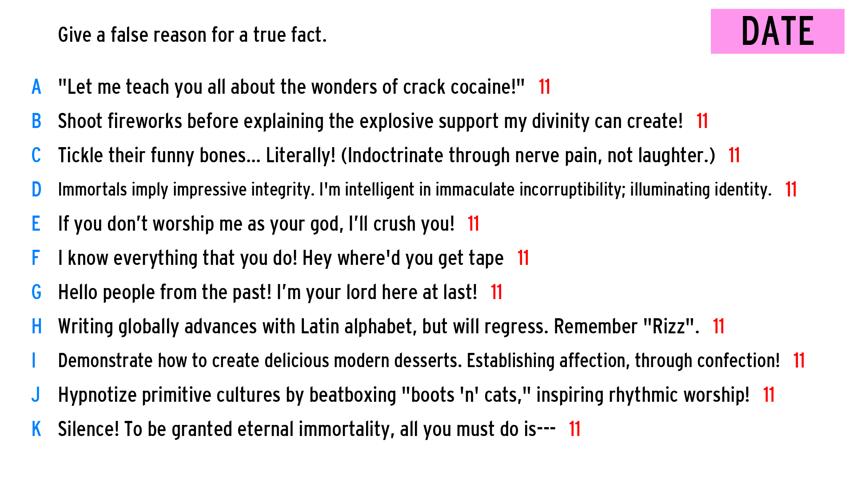 Give a false reason for a true fact.
DATE
A "Let me teach you all about the wonders of crack cocaine!" 11
B Shoot fireworks before explaining the explosive support my divinity can create! 11
C Tickle their funny bones... Literally! (Indoctrinate through nerve pain, not laughter.) 11
D Immortals imply impressive integrity. I'm intelligent in immaculate incorruptibility; illuminating identity. 11
E If you don’t worship me as your god, I’ll crush you! 11
F I know everything that you do! Hey where'd you get tape 11
G Hello people from the past! I’m your lord here at last! 11
H Writing globally advances with Latin alphabet, but will regress. Remember "Rizz". 11
I Demonstrate how to create delicious modern desserts. Establishing affection, through confection! 11
J Hypnotize primitive cultures by beatboxing "boots 'n' cats," inspiring rhythmic worship! 11
K Silence! To be granted eternal immortality, all you must do is--- 11